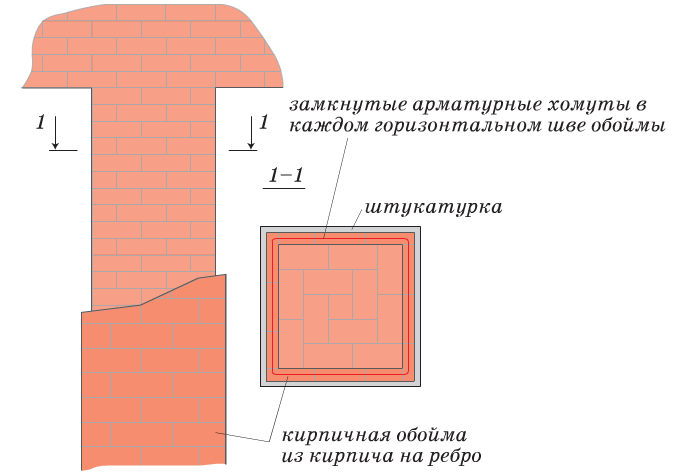 замкнутые арматурные хомуты в
каждом горизонтальном шве обоймы
1
1
1–1
штукатурка
кирпичная обойма
из кирпича на ребро